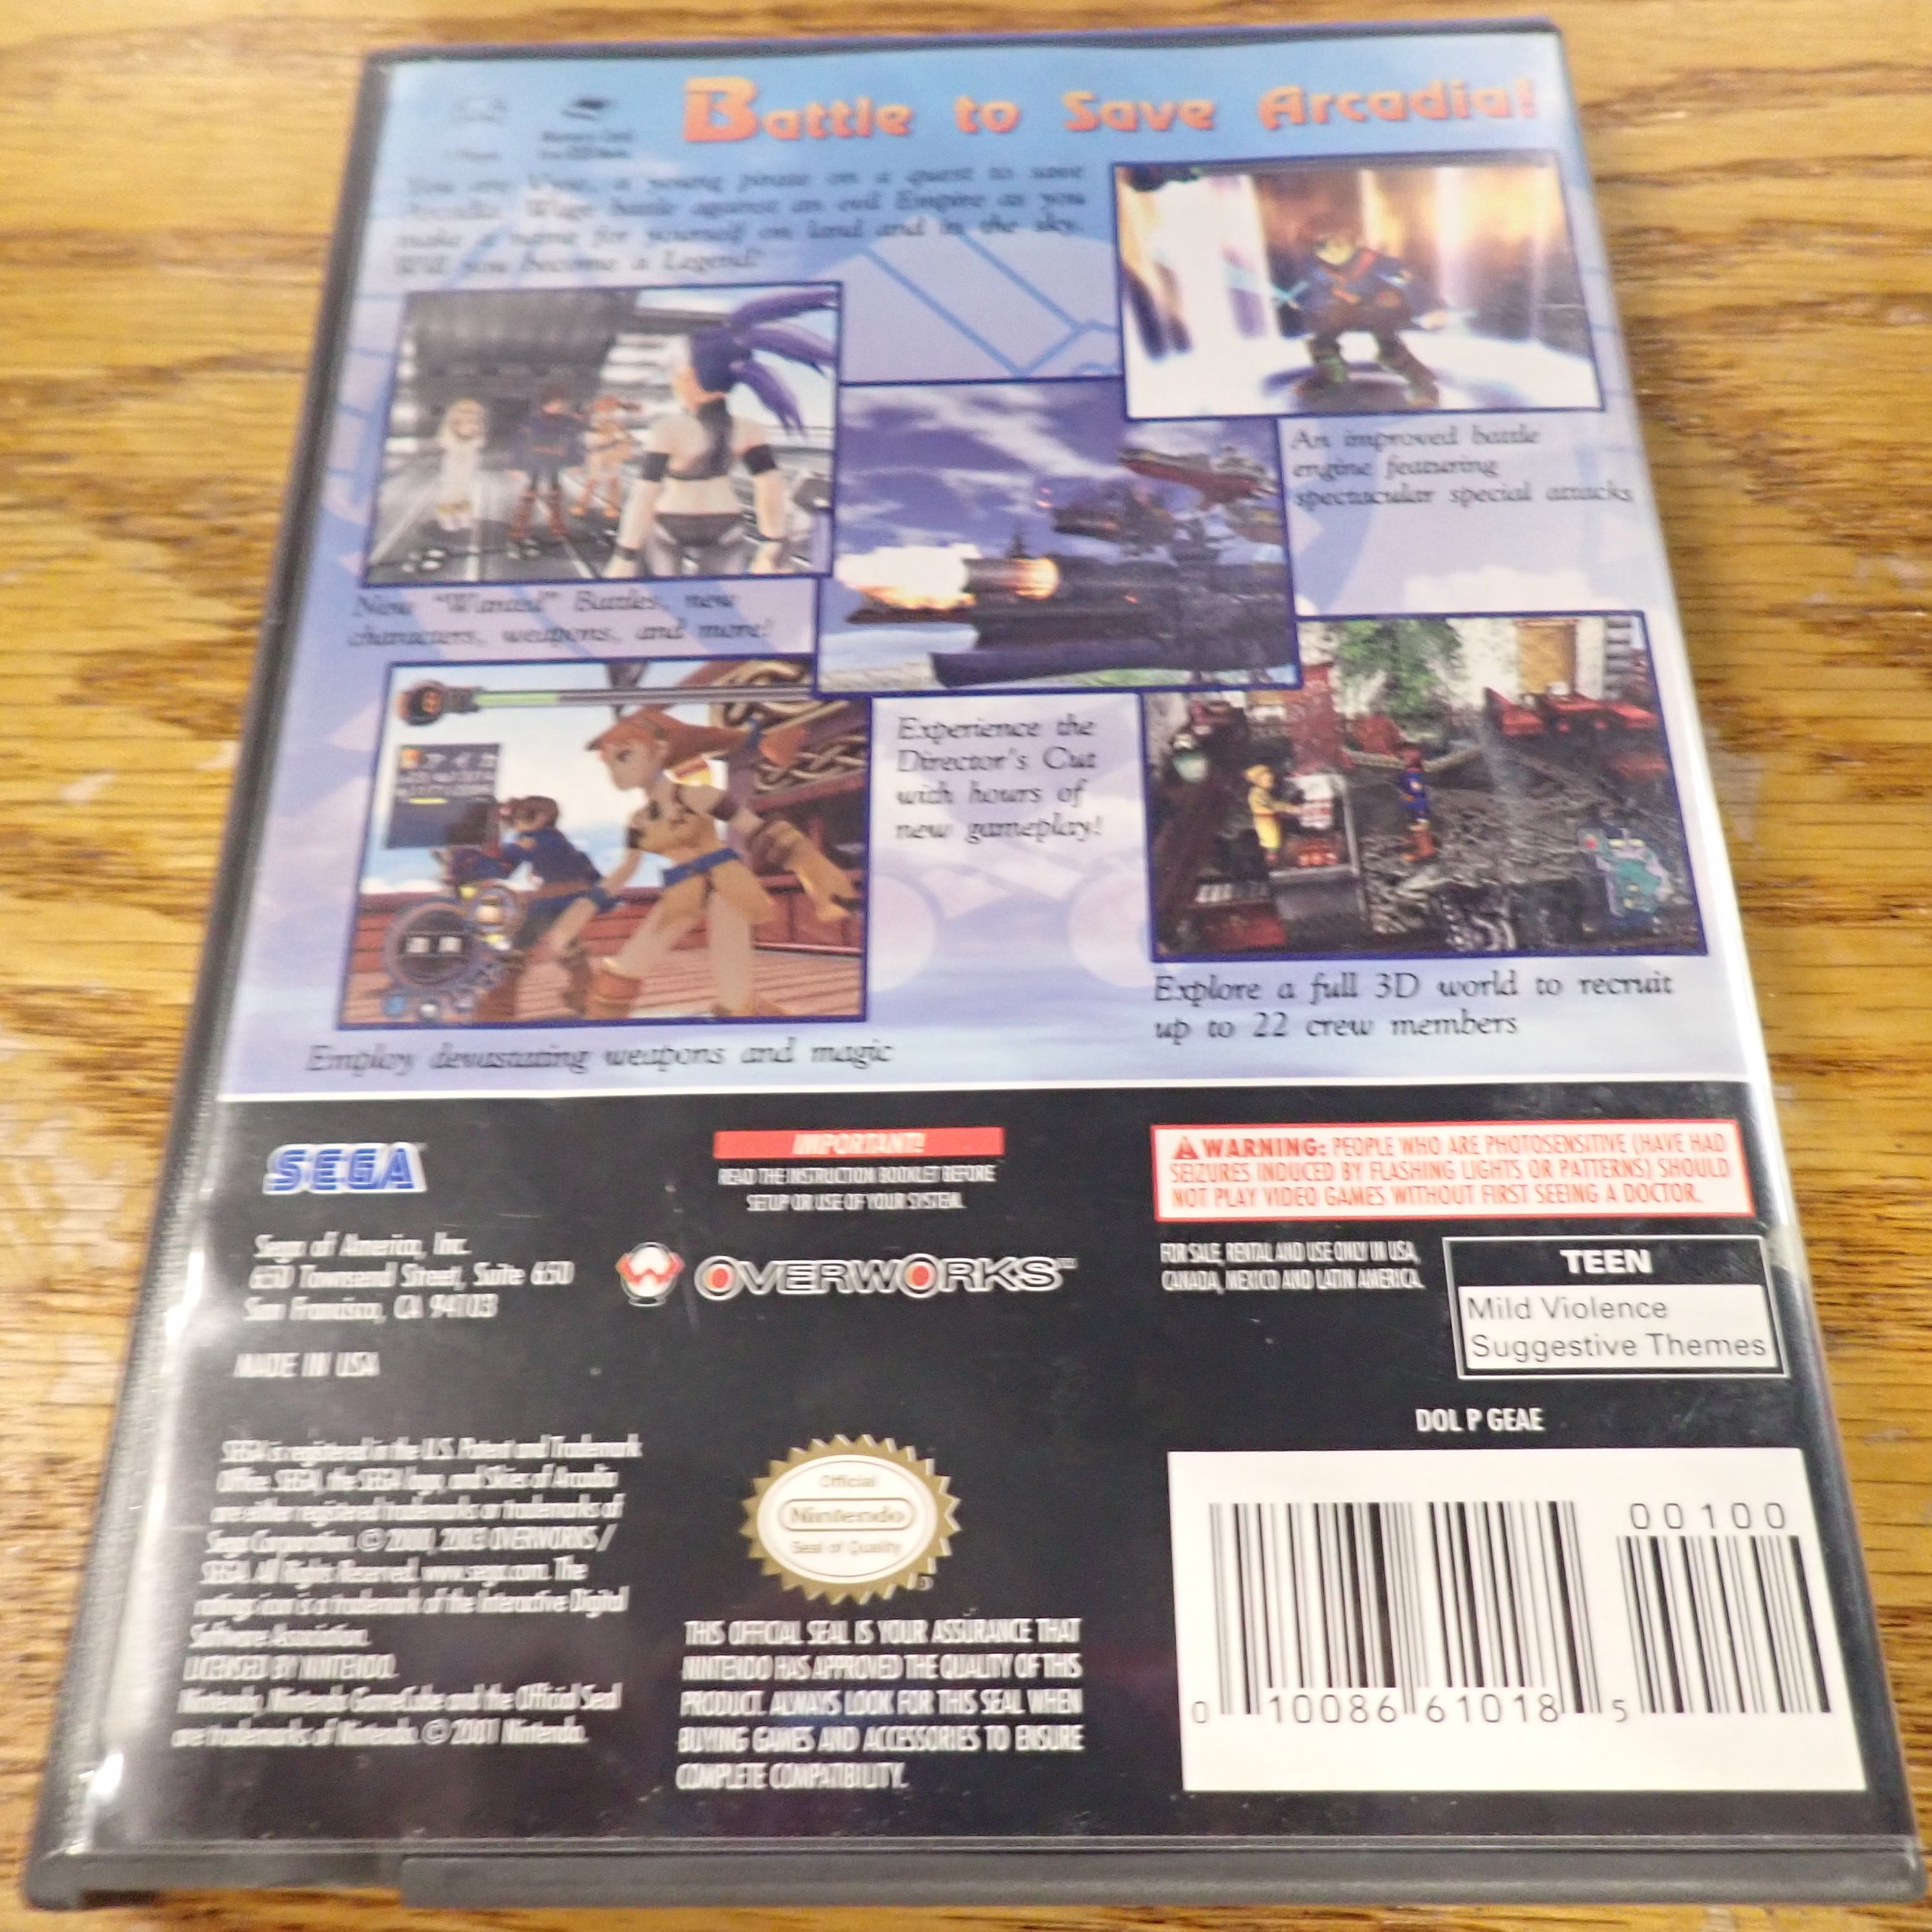 Battle to Save Arcadia!
Memory Card
You are Vyse, a young pirate on a quest to save
Arcadia. Wage battle against an evil Empire as you
make a name for yourself on land and in the sky.
Will you become a Legend?
An improved battle
engine featuring
spectacular special attacks
New "Wanted" Battles, new
characters, weapons, and more!
Experience the
Director's Cut
with hours of
new gameplay!
Explore a full 3D world to recruit
up to 22 crew members
Employ devastating weapons and magic
SEGA
Sega of America, Inc.
650 Townsend Street, Suite 650
San Francisco, CA 94103
MADE IN USA
IMPORTANT!
READ THE INSTRUCTION BOOKLET BEFORE
SETUP OR USE OF YOUR SYSTEM.
OVERWORKS™
WARNING: PEOPLE WHO ARE PHOTOSENSITIVE (HAVE HAD
SEIZURES INDUCED BY FLASHING LIGHTS OR PATTERNS) SHOULD
NOT PLAY VIDEO GAMES WITHOUT FIRST SEEING A DOCTOR.
FOR SALE, RENTAL AND USE ONLY IN USA,
CANADA, MEXICO AND LATIN AMERICA.
TEEN
Mild Violence
Suggestive Themes
DOL P GEAE
SEGA is registered in the U.S. Patent and Trademark
Office. SEGA, the SEGA logo, and Skies of Arcadia
are either registered trademarks or trademarks of
Sega Corporation. © 2000, 2003 OVERWORKS /
SEGA. All Rights Reserved. www.sega.com. The
ratings icon is a trademark of the Interactive Digital
Software Association.
LICENSED BY NINTENDO.
Nintendo, Nintendo GameCube and the Official Seal
are trademarks of Nintendo. © 2001 Nintendo.
Official
Nintendo
Seal of Quality
THIS OFFICIAL SEAL IS YOUR ASSURANCE THAT
NINTENDO HAS APPROVED THE QUALITY OF THIS
PRODUCT. ALWAYS LOOK FOR THIS SEAL WHEN
BUYING GAMES AND ACCESSORIES TO ENSURE
COMPLETE COMPATIBILITY.
00100
0 10086 61018 5